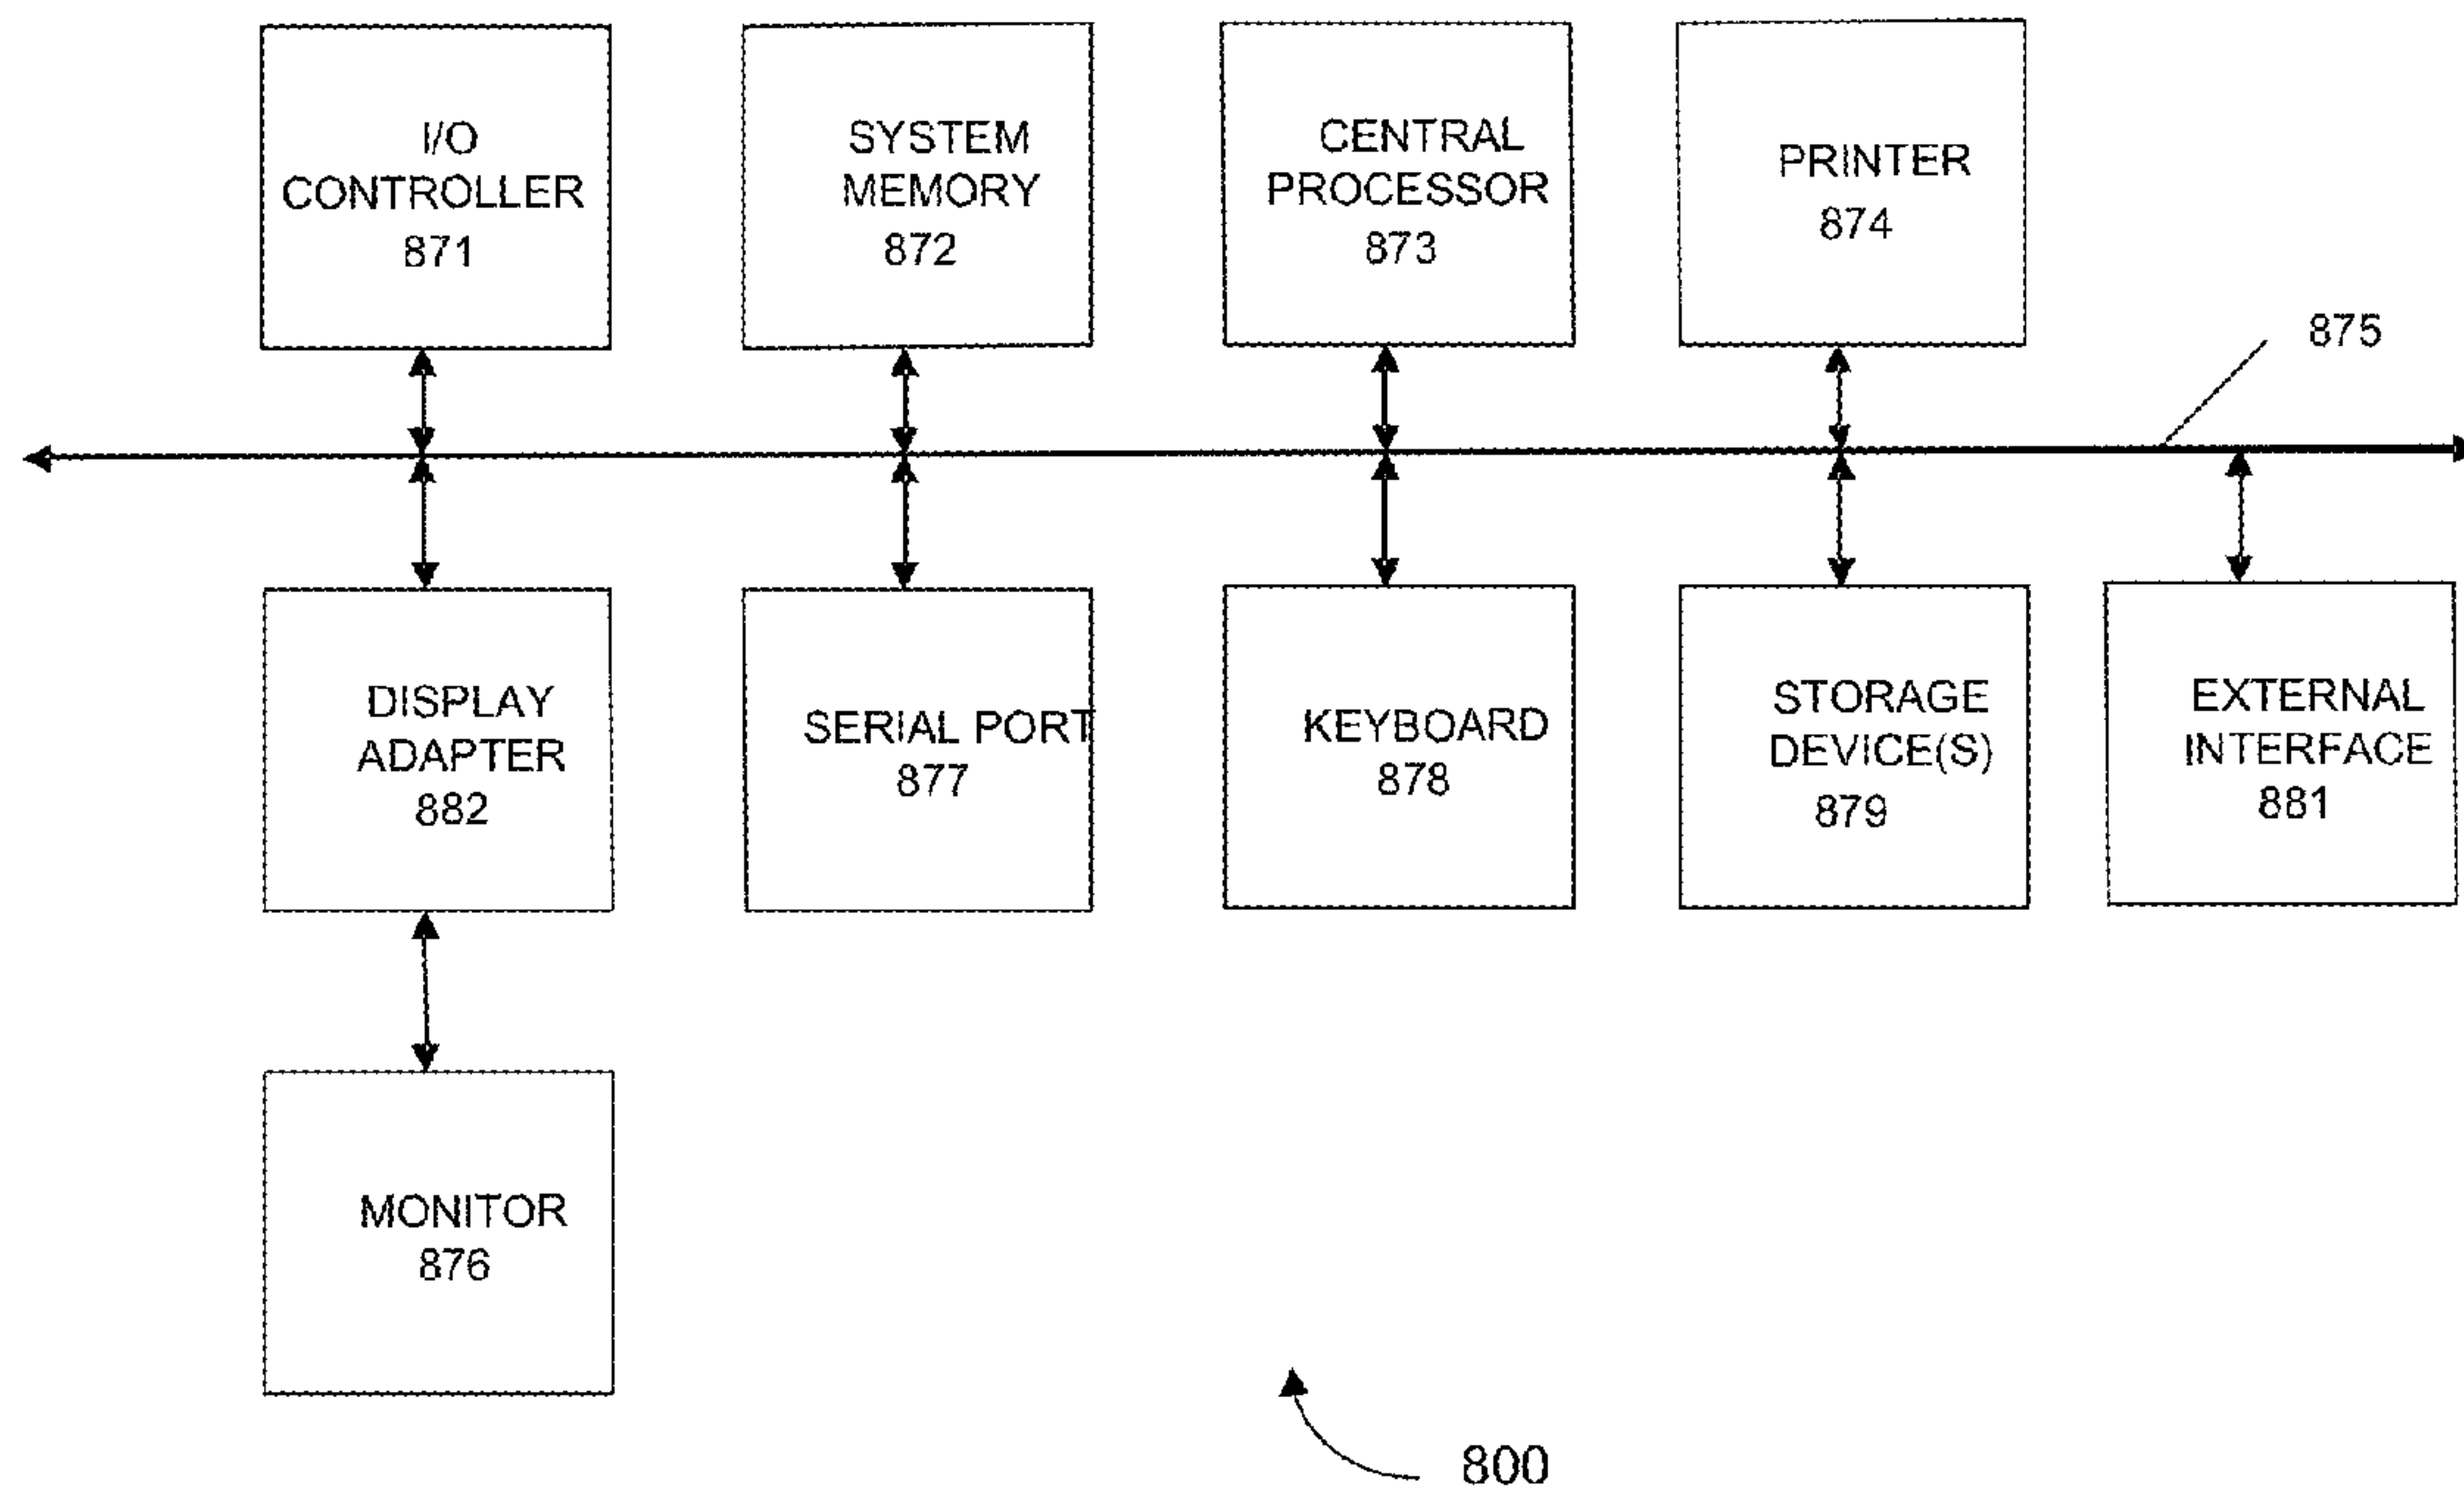 I/O
CONTROLLER
871
SYSTEM
MEMORY
872
CENTRAL
PROCESSOR
873
PRINTER
874
875
DISPLAY
ADAPTER
882
SERIAL PORT
877
KEYBOARD
878
STORAGE
DEVICE(S)
879
EXTERNAL
INTERFACE
881
MONITOR
876
800